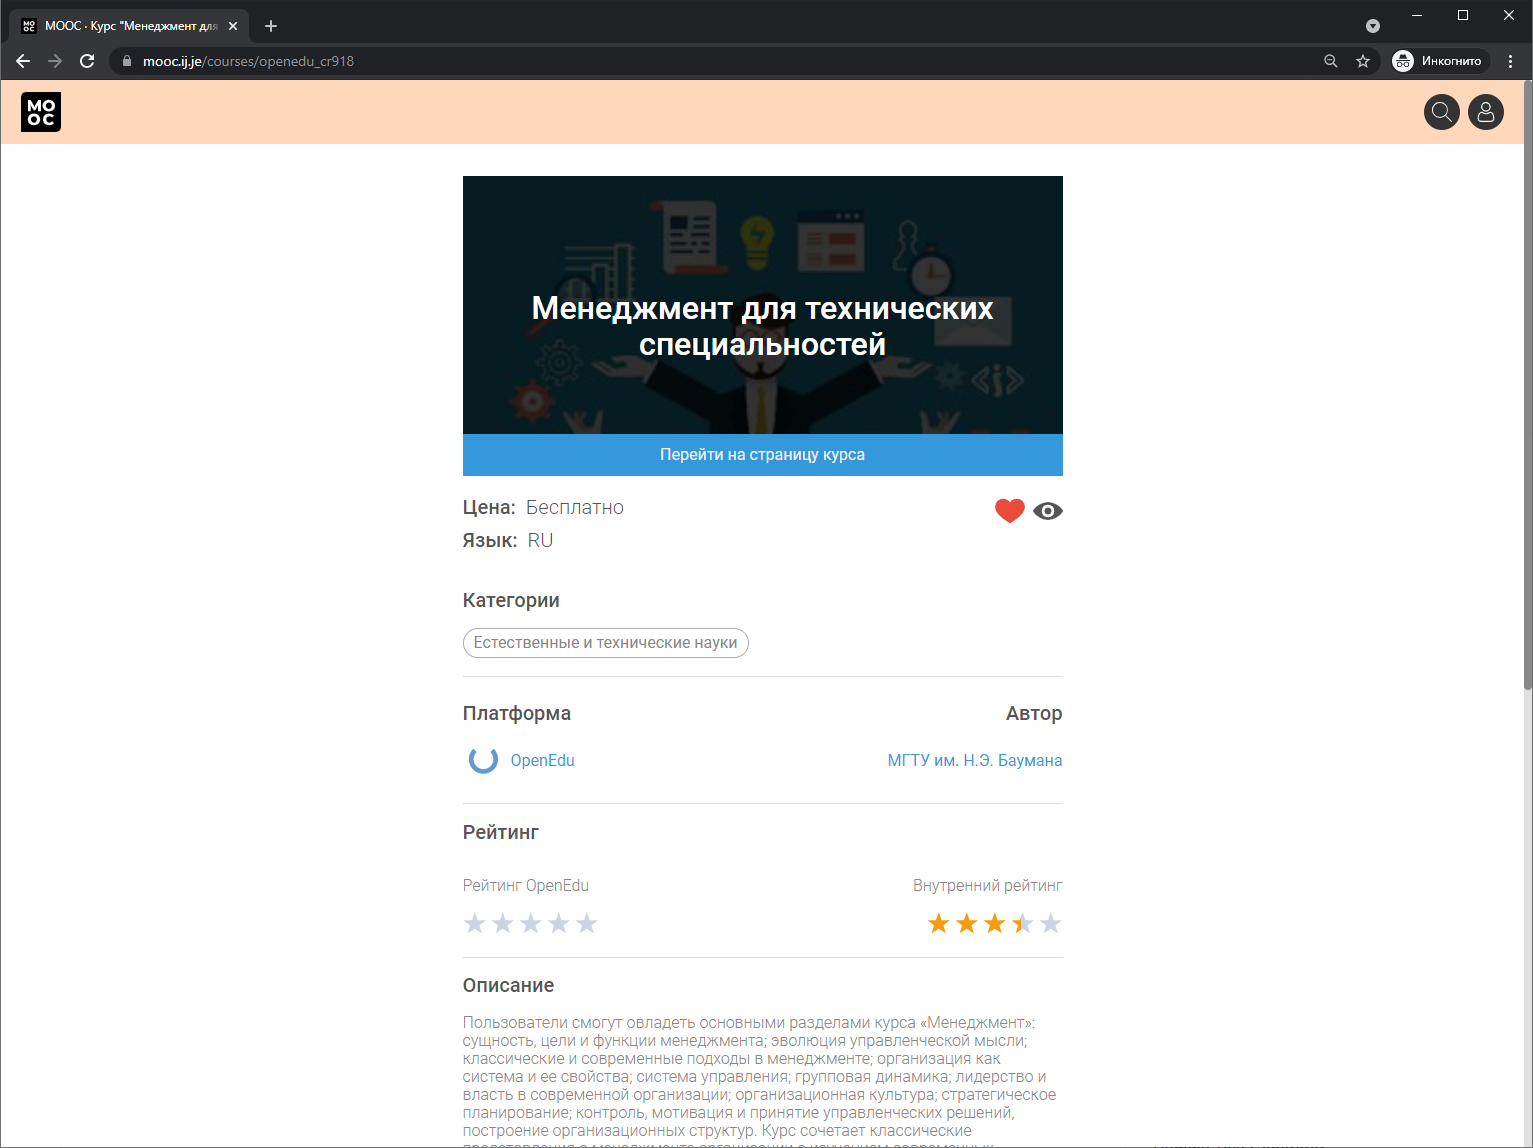 MOOC · Курс "Менеджмент для
mooc.ij.je/courses/openedu_cr918
Инкогнито
MO
OC
Менеджмент для технических
специальностей
Перейти на страницу курса
Цена: Бесплатно
Язык: RU
Категории
Естественные и технические науки
Платформа
Автор
OpenEdu
МГТУ им. Н.Э. Баумана
Рейтинг
Рейтинг OpenEdu
Внутренний рейтинг
Описание
Пользователи смогут овладеть основными разделами курса «Менеджмент»:
сущность, цели и функции менеджмента; эволюция управленческой мысли;
классические и современные подходы в менеджменте; организация как
система и ее свойства; система управления; групповая динамика; лидерство и
власть в современной организации; организационная культура; стратегическое
планирование; контроль, мотивация и принятие управленческих решений,
построение организационных структур. Курс сочетает классические